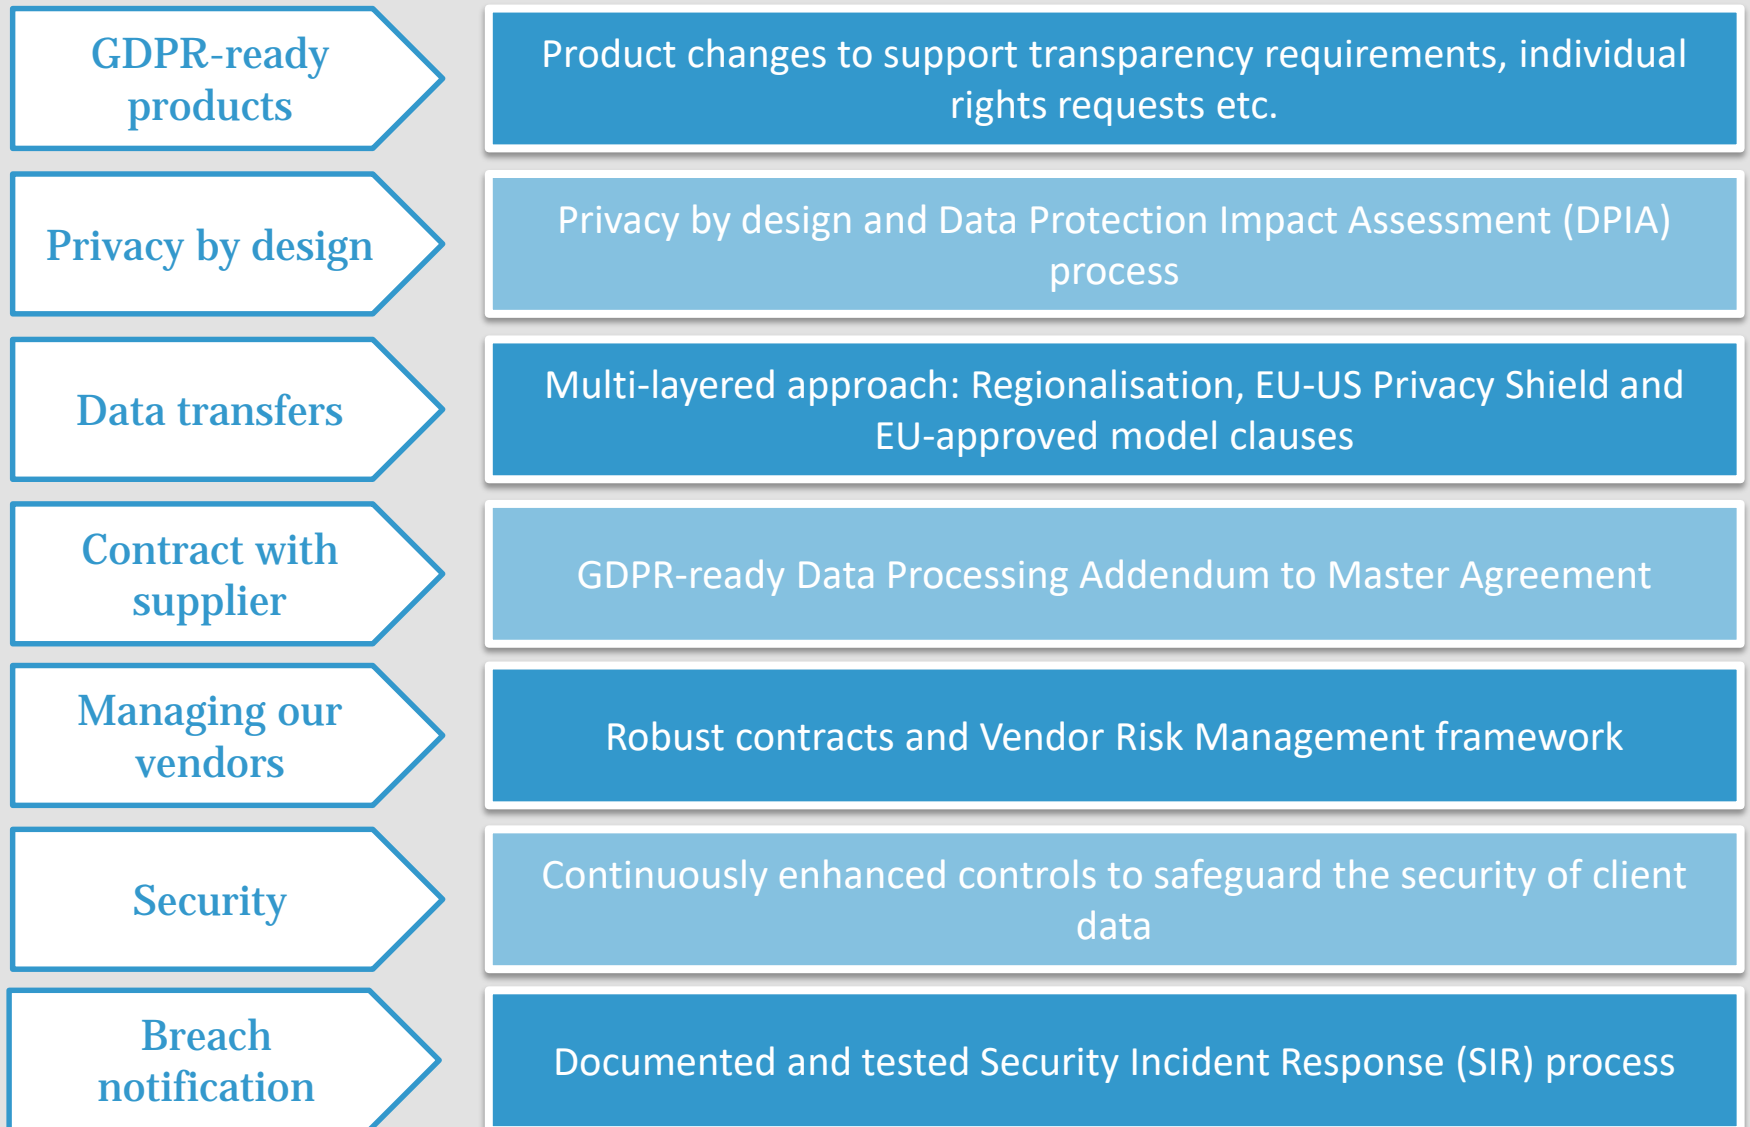 GDPR-ready
products
Product changes to support transparency requirements, individual
rights requests etc.
Privacy by design
Privacy by design and Data Protection Impact Assessment (DPIA)
process
Data transfers
Multi-layered approach: Regionalisation, EU-US Privacy Shield and
EU-approved model clauses
Contract with
supplier
GDPR-ready Data Processing Addendum to Master Agreement
Managing our
vendors
Robust contracts and Vendor Risk Management framework
Security
Continuously enhanced controls to safeguard the security of client
data
Breach
notification
Documented and tested Security Incident Response (SIR) process